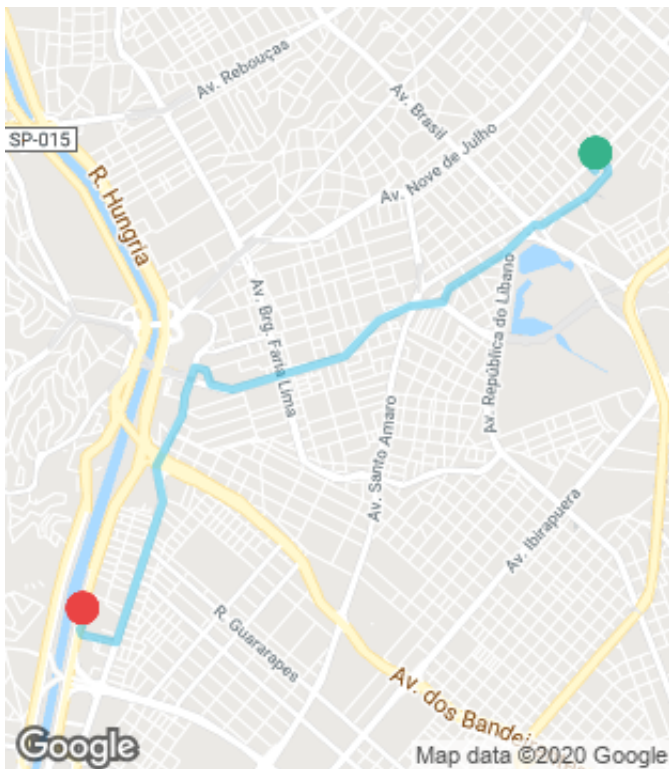 Av. Rebouças
Av. Brasil
SP-015
Av. Nove de Julho
R. Hungria
Av. Brg. Faria Lima
Av. República do Líbano
Av. Santo Amaro
Av. Ibirapuera
R. Guararapes
Av. dos Bandei
Google
Map data ©2020 Google